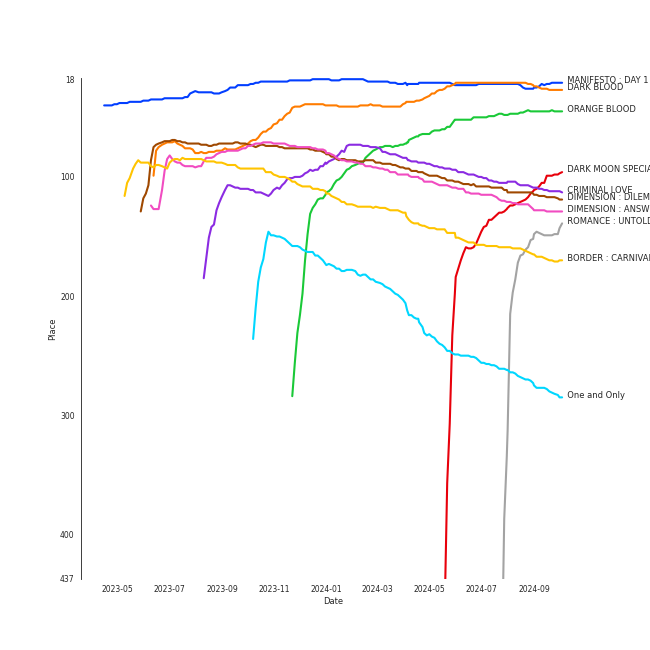 18
100
200
300
400
437
Place
2023-05
2023-07
2023-09
2023-11
2024-01
2024-03
2024-05
2024-07
2024-09
Date
MANIFESTO : DAY 1
DARK BLOOD
ORANGE BLOOD
DARK MOON SPECIA
CRIMINAL LOVE
DIMENSION : DILEM
DIMENSION : ANSW
ROMANCE : UNTOLD
BORDER : CARNIVAL
One and Only